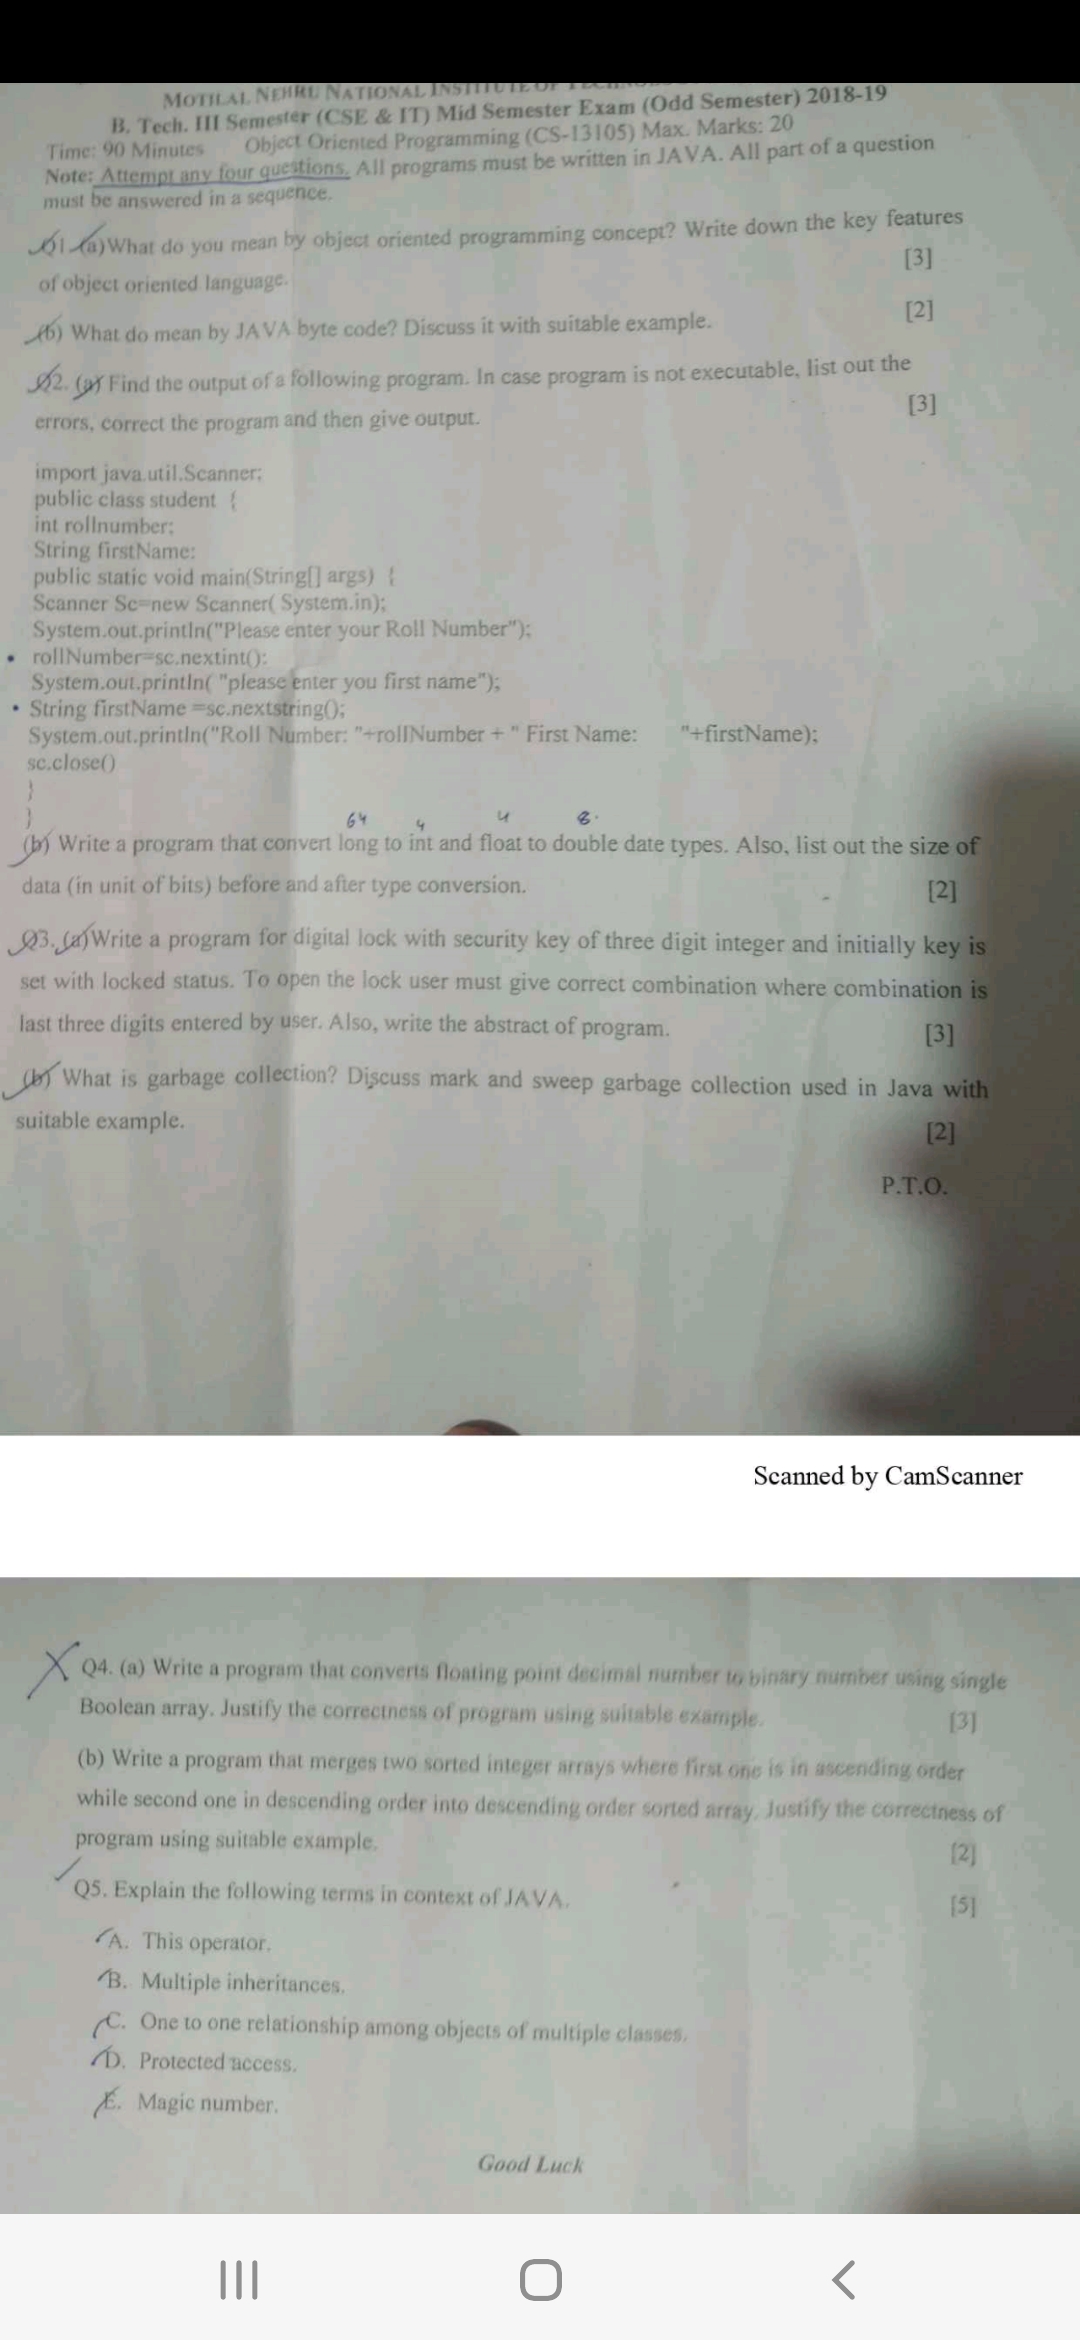 MOTILAL NEHRU NATIONAL INSTITUTE OF
B. Tech. III Semester (CSE & IT) Mid Semester Exam (Odd Semester) 2018-19
Time: 90 Minutes Object Oriented Programming (CS-13105) Max. Marks: 20
Note: Attempt any four questions. All programs must be written in JAVA. All part of a question
must be answered in a sequence.
Q1.(a)What do you mean by object oriented programming concept? Write down the key features
of object oriented language. [3]
(b) What do mean by JAVA byte code? Discuss it with suitable example. [2]
Q2. (a) Find the output of a following program. In case program is not executable, list out the
errors, correct the program and then give output. [3]
import java.util.Scanner;
public class student {
int rollnumber;
String firstName;
public static void main(String[] args) {
Scanner Sc=new Scanner( System.in);
System.out.println("Please enter your Roll Number");
• rollNumber=sc.nextint();
System.out.println( "please enter you first name");
• String firstName =sc.nextstring();
System.out.println("Roll Number: "+rollNumber + " First Name: "+firstName);
sc.close()
}
}
64 4 4 8.
(b) Write a program that convert long to int and float to double date types. Also, list out the size of
data (in unit of bits) before and after type conversion. [2]
Q3. (a)Write a program for digital lock with security key of three digit integer and initially key is
set with locked status. To open the lock user must give correct combination where combination is
last three digits entered by user. Also, write the abstract of program. [3]
(b) What is garbage collection? Discuss mark and sweep garbage collection used in Java with
suitable example. [2]
P.T.O.
Scanned by CamScanner
X Q4. (a) Write a program that converts floating point decimal number to binary number using single
Boolean array. Justify the correctness of program using suitable example. [3]
(b) Write a program that merges two sorted integer arrays where first one is in ascending order
while second one in descending order into descending order sorted array. Justify the correctness of
program using suitable example. [2]
Q5. Explain the following terms in context of JAVA. [5]
A. This operator.
B. Multiple inheritances.
C. One to one relationship among objects of multiple classes.
D. Protected access.
E. Magic number.
Good Luck